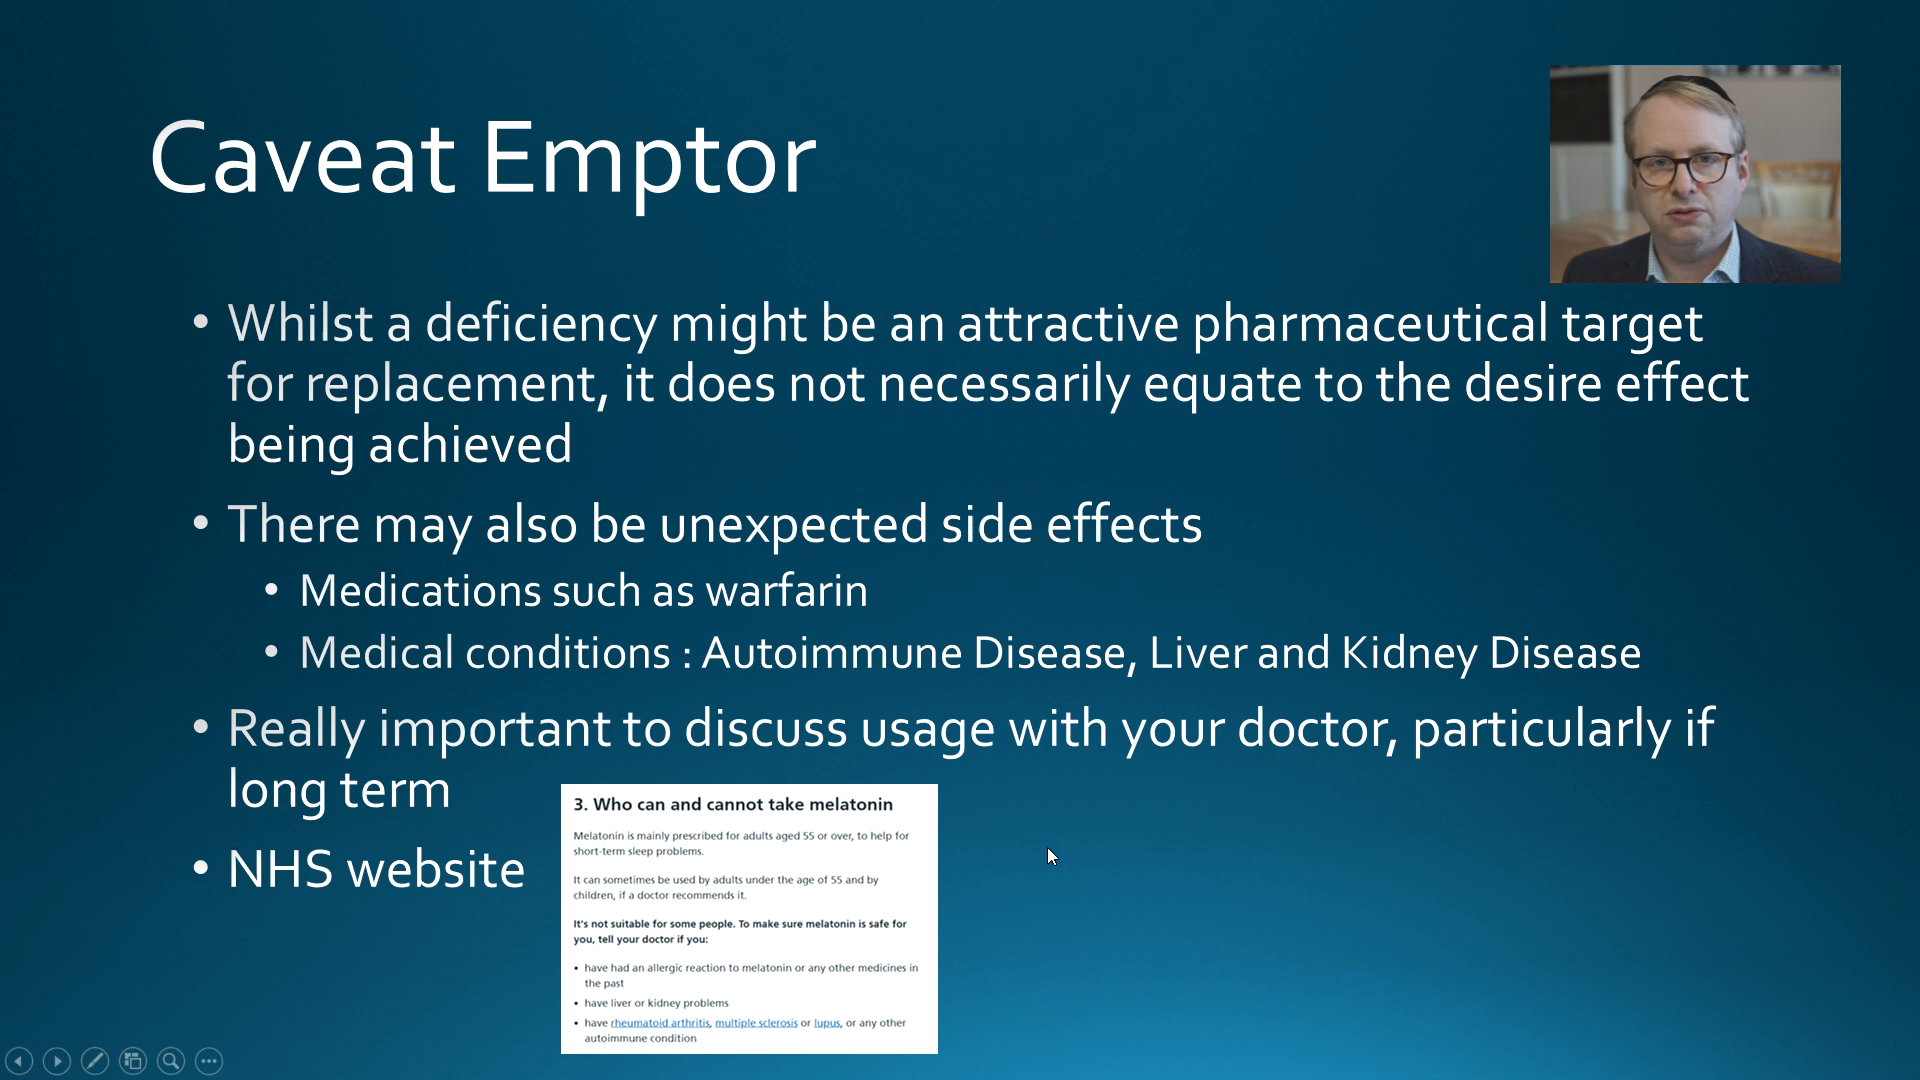 Caveat Emptor
• Whilst a deficiency might be an attractive pharmaceutical target
for replacement, it does not necessarily equate to the desire effect
being achieved
• There may also be unexpected side effects
• Medications such as warfarin
• Medical conditions : Autoimmune Disease, Liver and Kidney Disease
• Really important to discuss usage with your doctor, particularly if
long term
• NHS website
3. Who can and cannot take melatonin
Melatonin is mainly prescribed for adults aged 55 or over, to help for
short-term sleep problems.
It can sometimes be used by adults under the age of 55 and by
children, if a doctor recommends it.
It's not suitable for some people. To make sure melatonin is safe for
you, tell your doctor if you:
• have had an allergic reaction to melatonin or any other medicines in
the past
• have liver or kidney problems
• have rheumatoid arthritis, multiple sclerosis or lupus, or any other
autoimmune condition